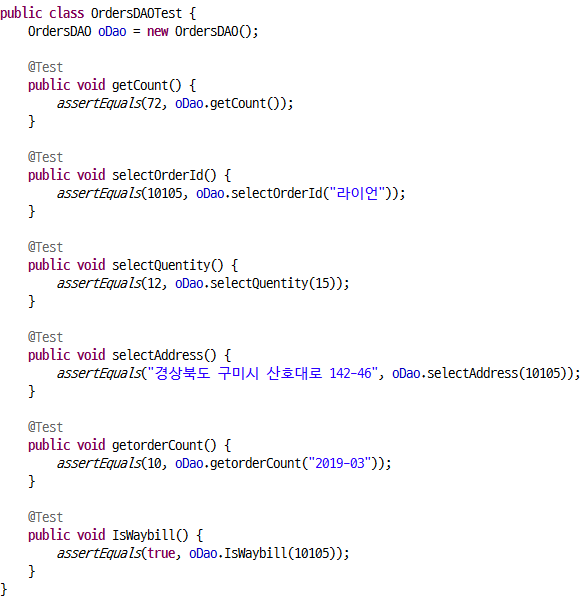 public class OrdersDAOTest {
OrdersDAO oDao = new OrdersDAO();
@Test
public void getCount() {
assertEquals(72, oDao.getCount());
}
@Test
public void selectOrderId() {
assertEquals(10105, oDao.selectOrderId("라이언"));
}
@Test
public void selectQuentity() {
assertEquals(12, oDao.selectQuentity(15));
}
@Test
public void selectAddress() {
assertEquals("경상북도 구미시 산호대로 142-46", oDao.selectAddress(10105));
}
@Test
public void getorderCount() {
assertEquals(10, oDao.getorderCount("2019-03"));
}
@Test
public void IsWaybill() {
assertEquals(true, oDao.IsWaybill(10105));
}
}